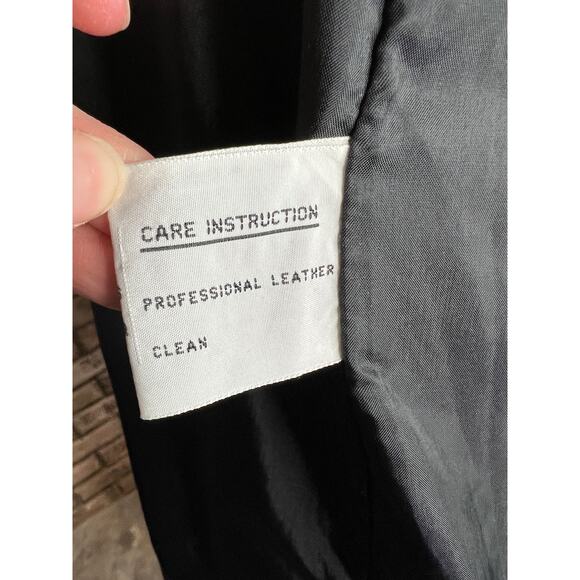 CARE INSTRUCTION
PROFESSIONAL LEATHER
CLEAN